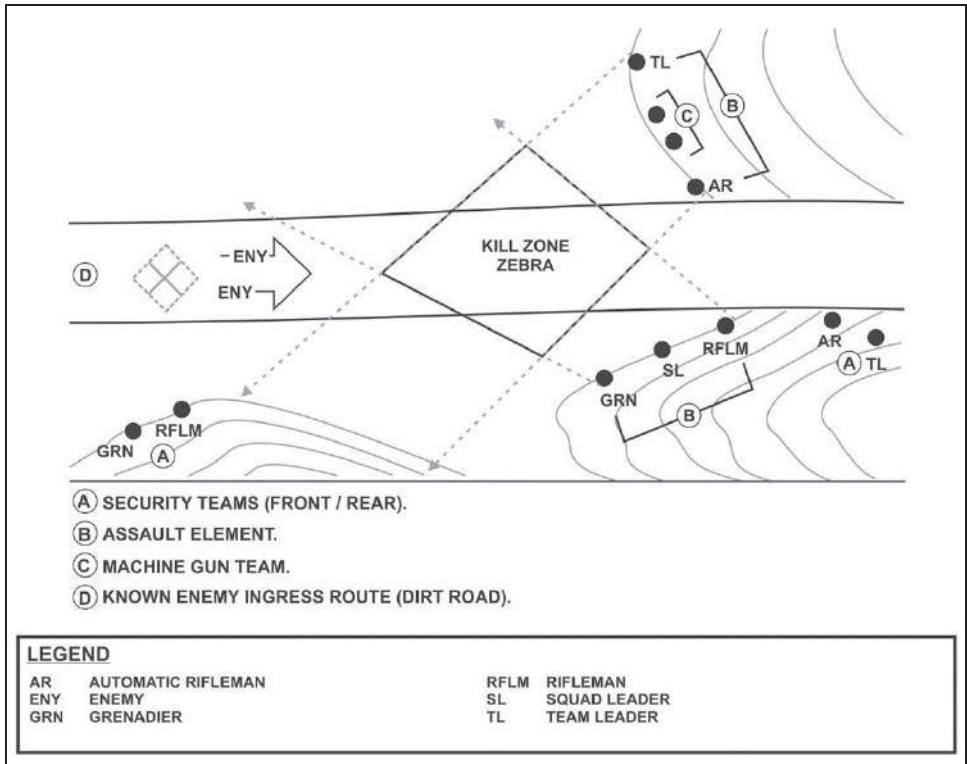 TL
B
C
AR
KILL ZONE
ZEBRA
D
ENY
ENY
RFLM
SL
GRN
AR
A TL
B
RFLM
GRN
A
A SECURITY TEAMS (FRONT / REAR).
B ASSAULT ELEMENT.
C MACHINE GUN TEAM.
D KNOWN ENEMY INGRESS ROUTE (DIRT ROAD).
LEGEND
AR AUTOMATIC RIFLEMAN
ENY ENEMY
GRN GRENADIER
RFLM RIFLEMAN
SL SQUAD LEADER
TL TEAM LEADER